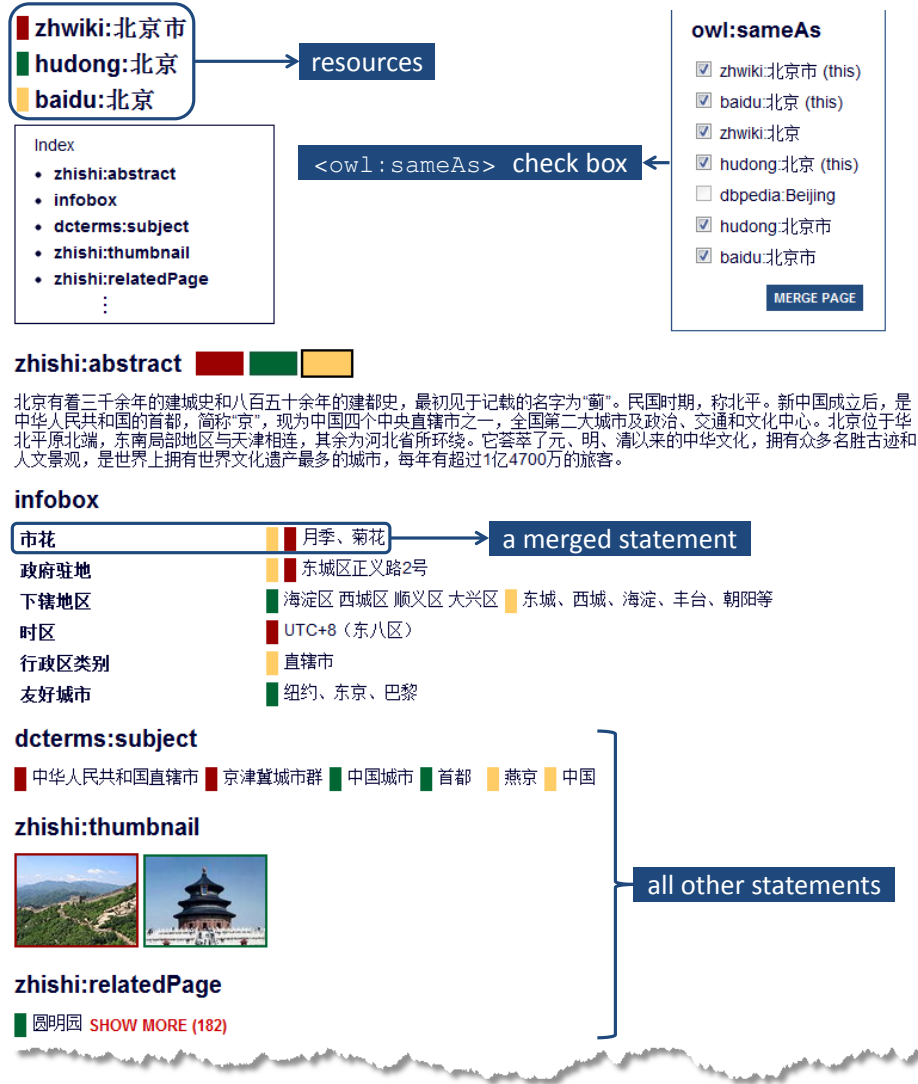 zhwiki:北京市
hudong:北京
baidu:北京
resources
Index
zhishi:abstract
infobox
dcterms:subject
zhishi:thumbnail
zhishi:relatedPage
⋮
owl:sameAs
zhwiki:北京市 (this)
baidu:北京 (this)
zhwiki:北京
hudong:北京 (this)
dbpedia:Beijing
hudong:北京市
baidu:北京市
MERGE PAGE
<owl:sameAs> check box
zhishi:abstract
北京有着三千余年的建城史和八百五十余年的建都史，最初见于记载的名字为“蓟”。民国时期，称北平。新中国成立后，是
中华人民共和国的首都，简称“京”，现为中国四个中央直辖市之一，全国第二大城市及政治、交通和文化中心。北京位于华
北平原北端，东南局部地区与天津相连，其余为河北省所环绕。它荟萃了元、明、清以来的中华文化，拥有众多名胜古迹和
人文景观，是世界上拥有世界文化遗产最多的城市，每年有超过1亿4700万的旅客。
infobox
市花 月季、菊花
a merged statement
政府驻地 东城区正义路2号
下辖地区 海淀区 西城区 顺义区 大兴区 东城、西城、海淀、丰台、朝阳等
时区 UTC+8（东八区）
行政区类别 直辖市
友好城市 纽约、东京、巴黎
dcterms:subject
中华人民共和国直辖市 京津冀城市群 中国城市 首都 燕京 中国
zhishi:thumbnail
all other statements
zhishi:relatedPage
圆明园 SHOW MORE (182)